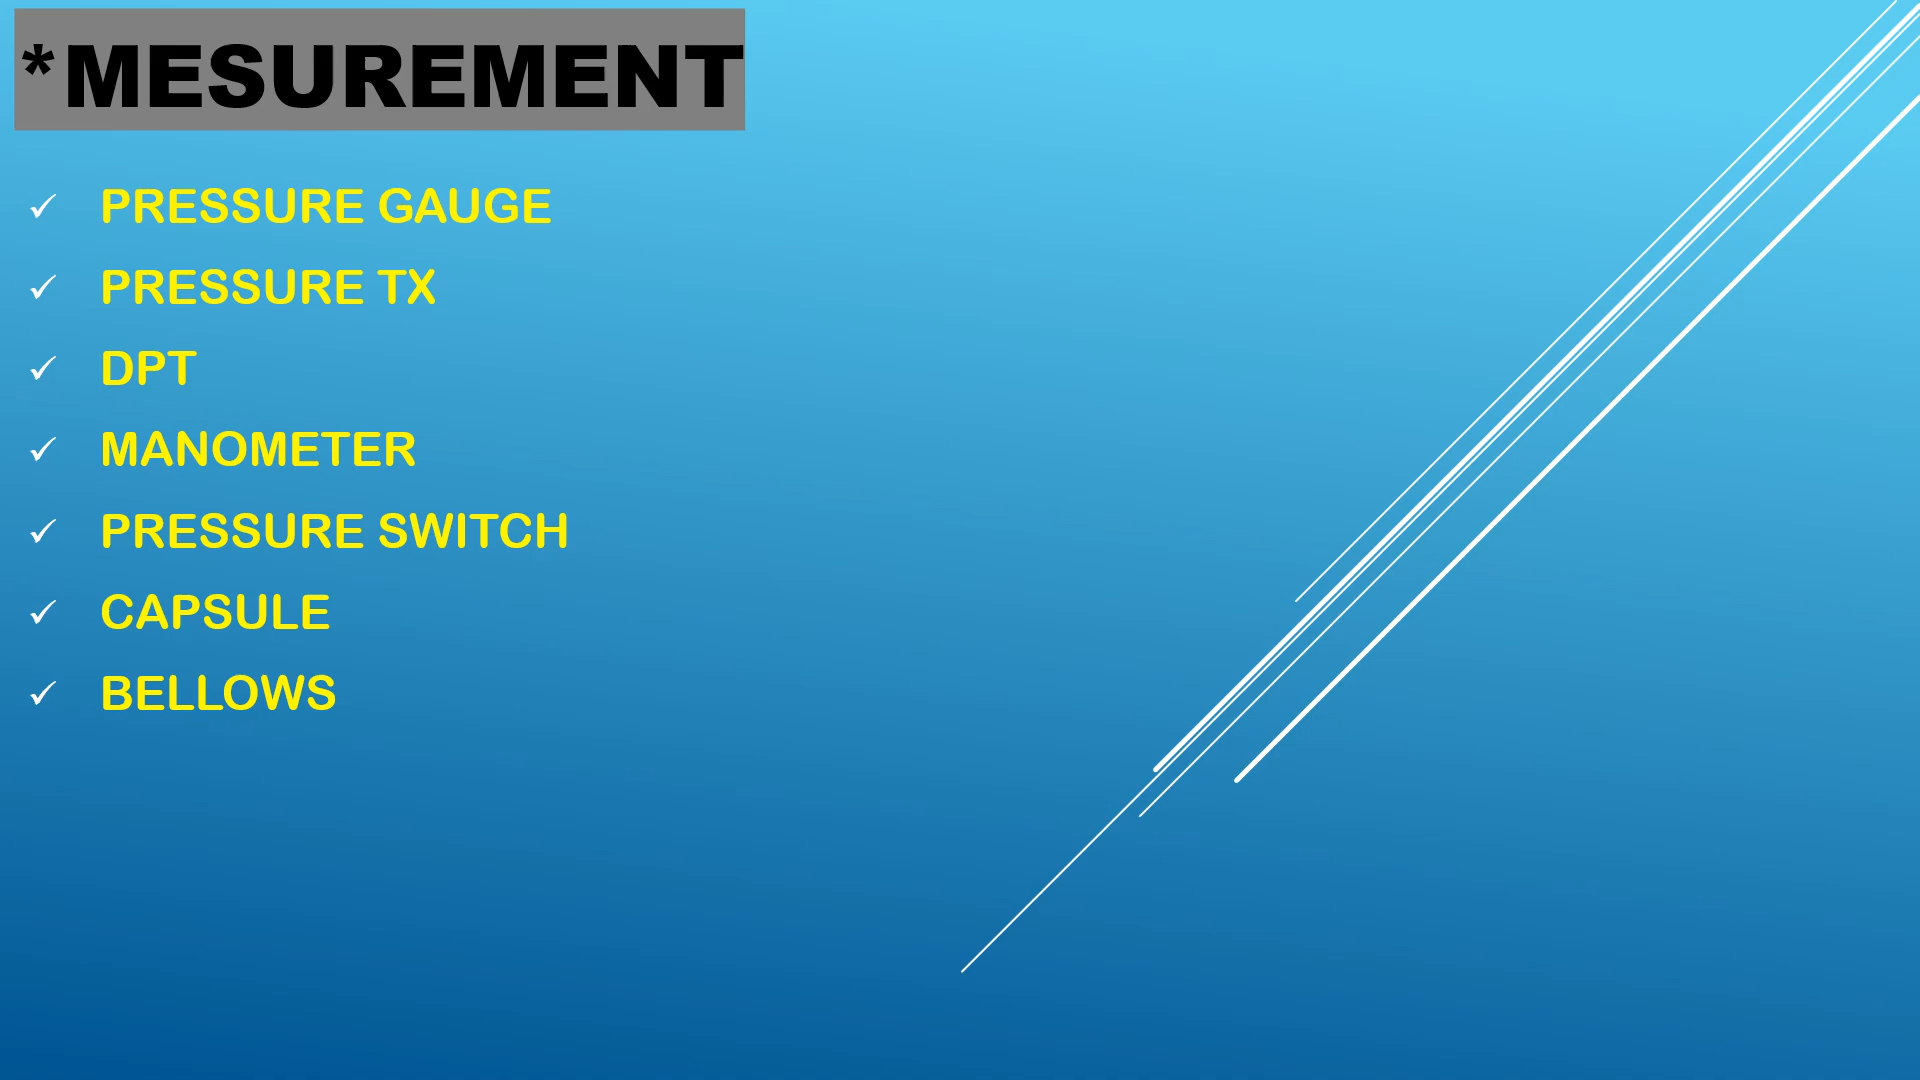 *MESUREMENT
✓ PRESSURE GAUGE
✓ PRESSURE TX
✓ DPT
✓ MANOMETER
✓ PRESSURE SWITCH
✓ CAPSULE
✓ BELLOWS